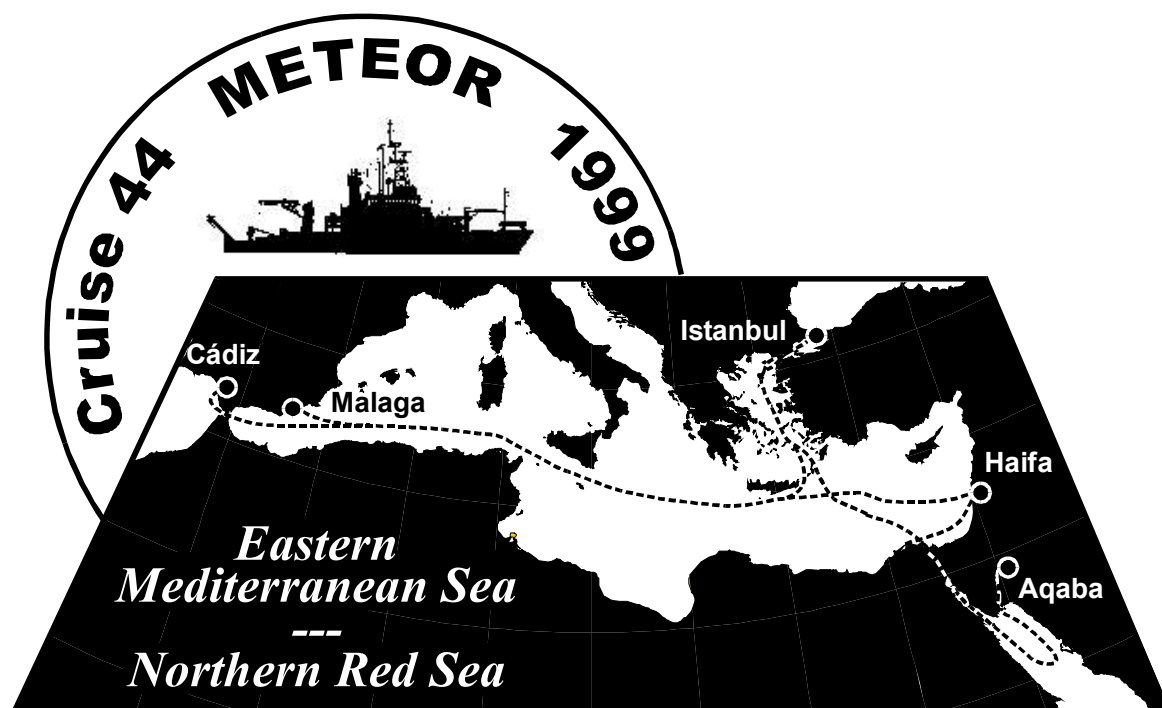 Cruise 44 METEOR 1999
Istanbul
Cádiz
Málaga
Haifa
Aqaba
Eastern
Mediterranean Sea
---
Northern Red Sea